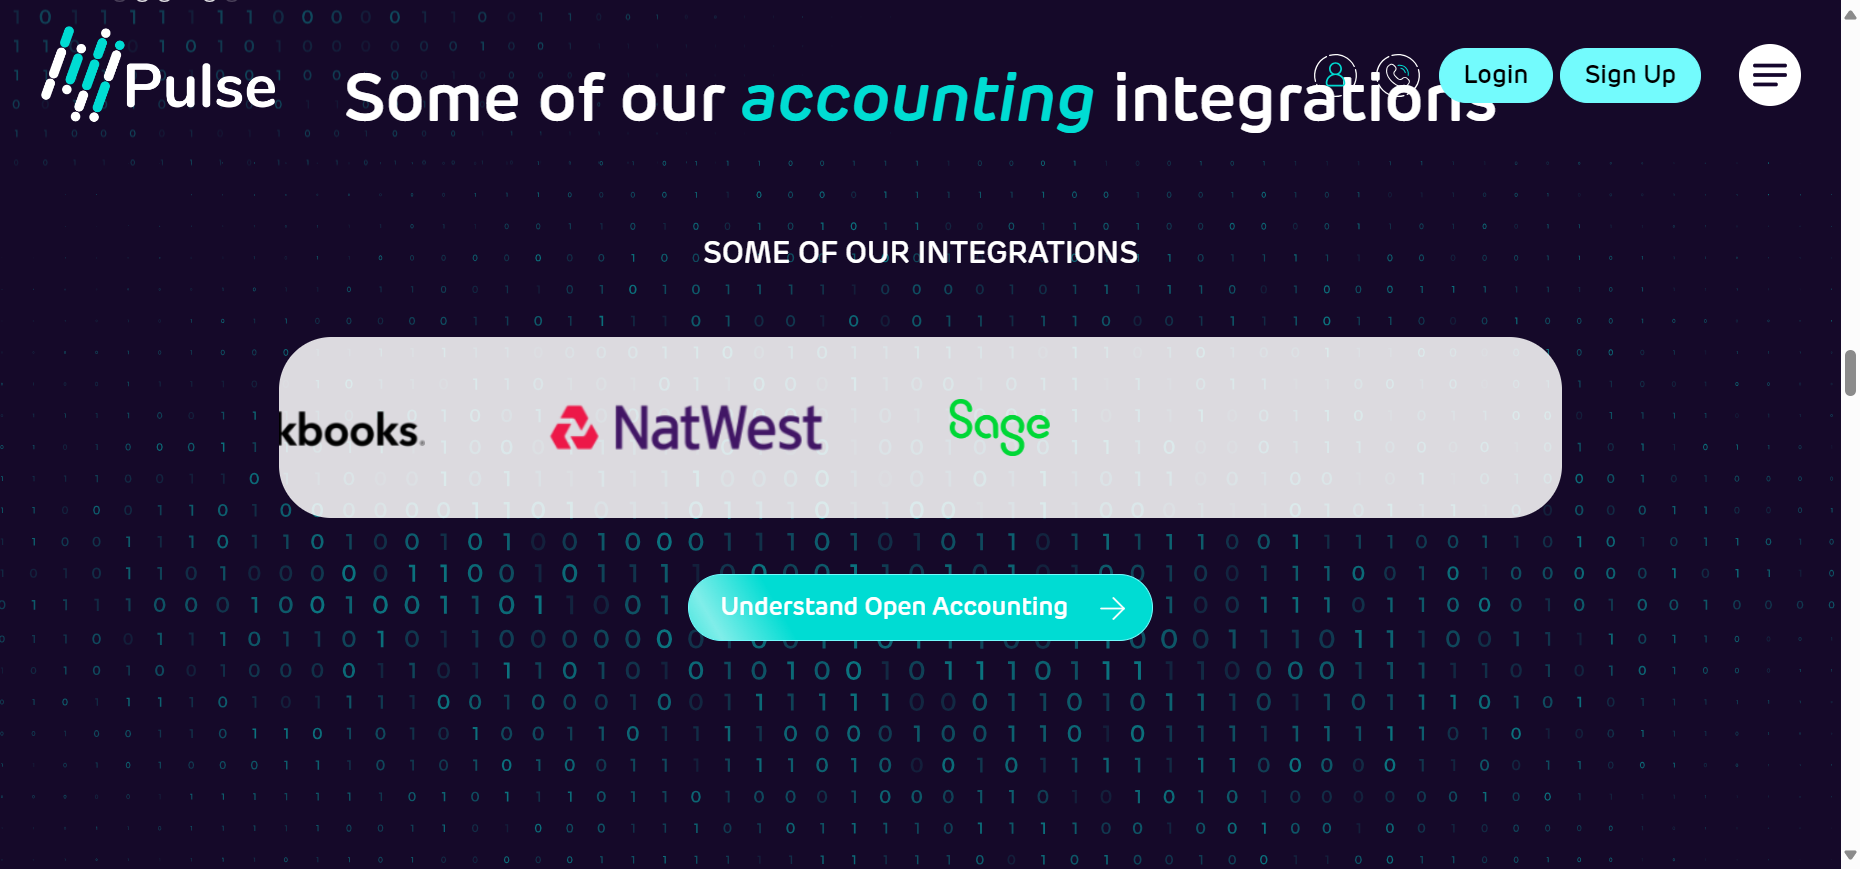 Pulse
Some of our accounting integrations
Login
Sign Up
SOME OF OUR INTEGRATIONS
kbooks.
NatWest
Sage
Understand Open Accounting